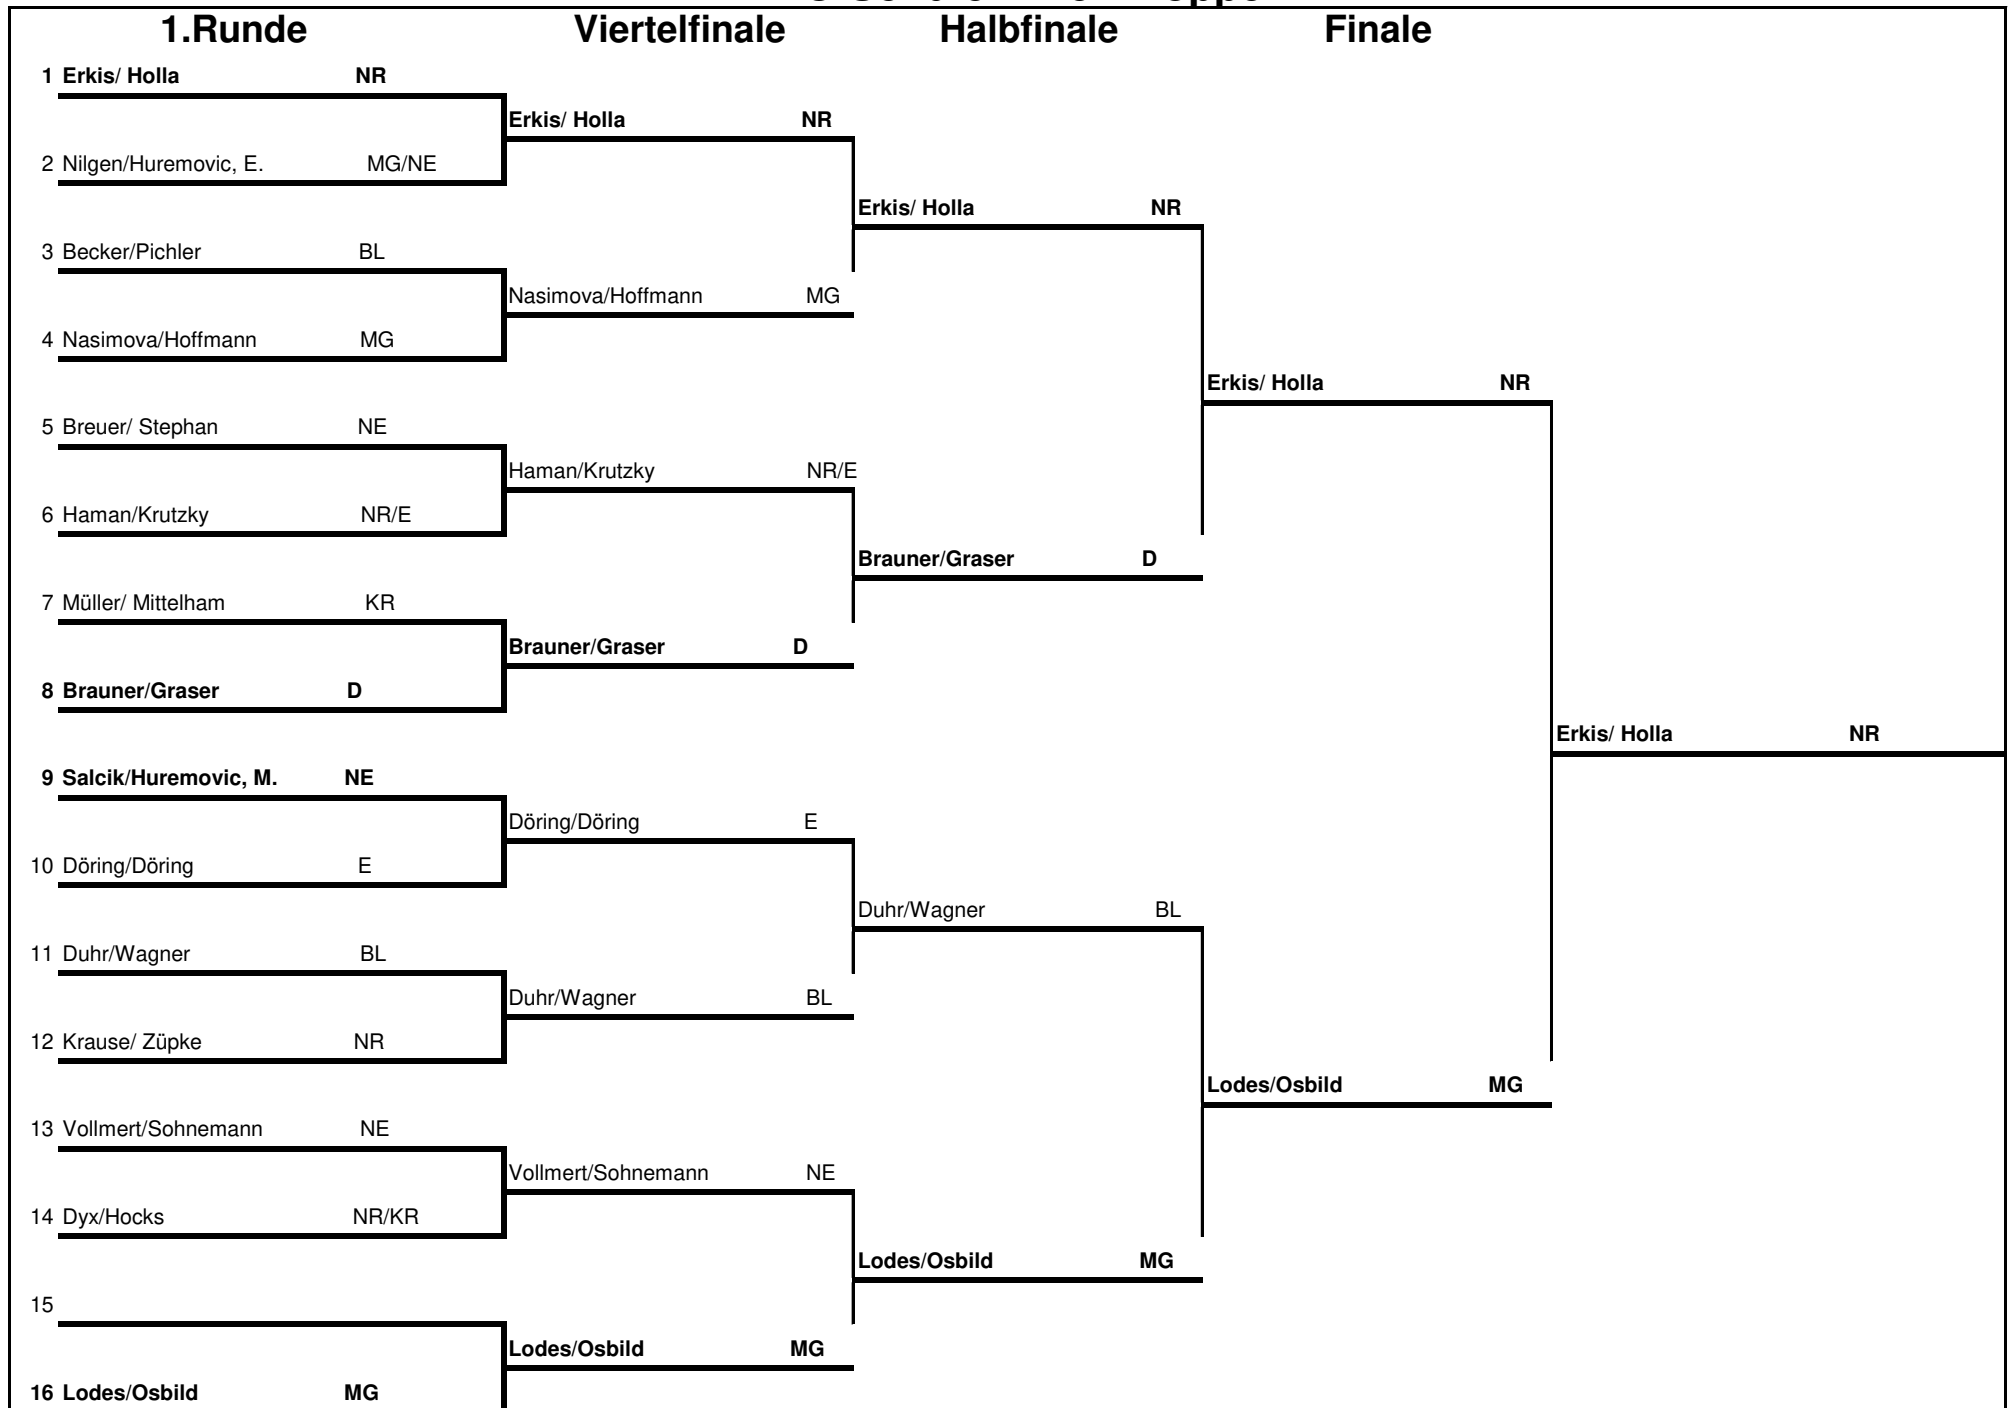 1.Runde Viertelfinale Halbfinale Finale
1 Erkis/ Holla NR
Erkis/ Holla NR
2 Nilgen/Huremovic, E. MG/NE
Erkis/ Holla NR
3 Becker/Pichler BL
Nasimova/Hoffmann MG
4 Nasimova/Hoffmann MG
Erkis/ Holla NR
5 Breuer/ Stephan NE
Haman/Krutzky NR/E
6 Haman/Krutzky NR/E
Brauner/Graser D
7 Müller/ Mittelham KR
Brauner/Graser D
8 Brauner/Graser D
Erkis/ Holla NR
9 Salcik/Huremovic, M. NE
Döring/Döring E
10 Döring/Döring E
Duhr/Wagner BL
11 Duhr/Wagner BL
Duhr/Wagner BL
12 Krause/ Züpke NR
Lodes/Osbild MG
13 Vollmert/Sohnemann NE
Vollmert/Sohnemann NE
14 Dyx/Hocks NR/KR
Lodes/Osbild MG
15
Lodes/Osbild MG
16 Lodes/Osbild MG